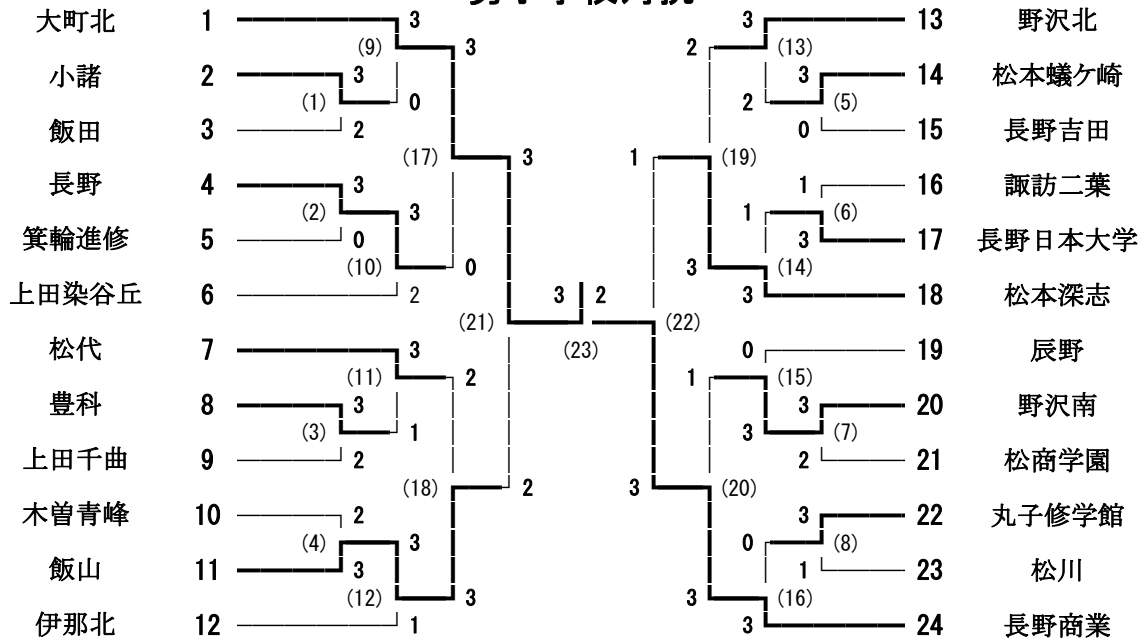 大町北 1 3 3 13 野沢北
(9) 3 2 (13)
小諸 2 3 3 14 松本蟻ケ崎
(1) 0 2 (5)
飯田 3 2 0 15 長野吉田
(17) 3 1 (19)
長野 4 3 1 16 諏訪二葉
(2) 3 1 (6)
箕輪進修 5 0 3 17 長野日本大学
(10) 0 3 (14)
上田染谷丘 6 2 3 2 3 18 松本深志
(21) (22)
松代 7 3 (23) 0 19 辰野
(11) 2 1 (15)
豊科 8 3 3 20 野沢南
(3) 1 3 (7)
上田千曲 9 2 2 21 松商学園
(18) 2 3 (20)
木曽青峰 10 2 3 22 丸子修学館
(4) 3 0 (8)
飯山 11 3 1 23 松川
(12) 3 3 (16)
伊那北 12 1 3 24 長野商業